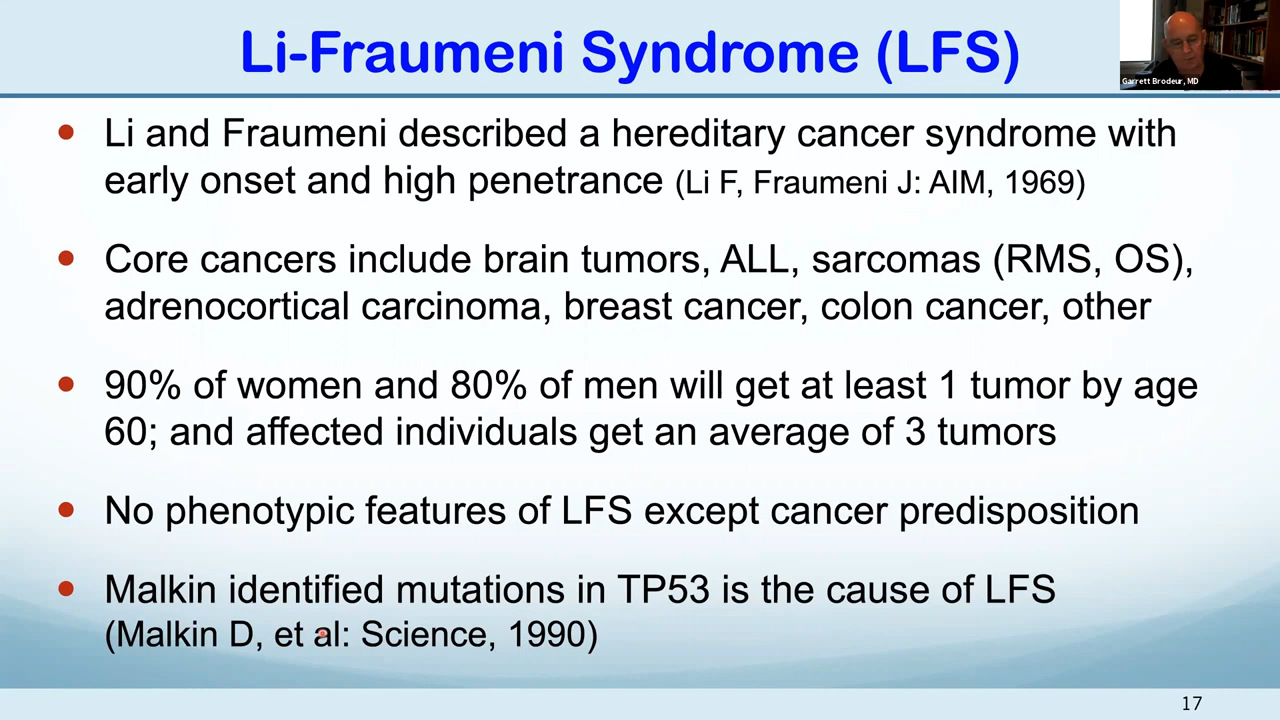 Li-Fraumeni Syndrome (LFS)
Garrett Brodeur, MD
• Li and Fraumeni described a hereditary cancer syndrome with
early onset and high penetrance (Li F, Fraumeni J: AIM, 1969)
• Core cancers include brain tumors, ALL, sarcomas (RMS, OS),
adrenocortical carcinoma, breast cancer, colon cancer, other
• 90% of women and 80% of men will get at least 1 tumor by age
60; and affected individuals get an average of 3 tumors
• No phenotypic features of LFS except cancer predisposition
• Malkin identified mutations in TP53 is the cause of LFS
(Malkin D, et al: Science, 1990)
17